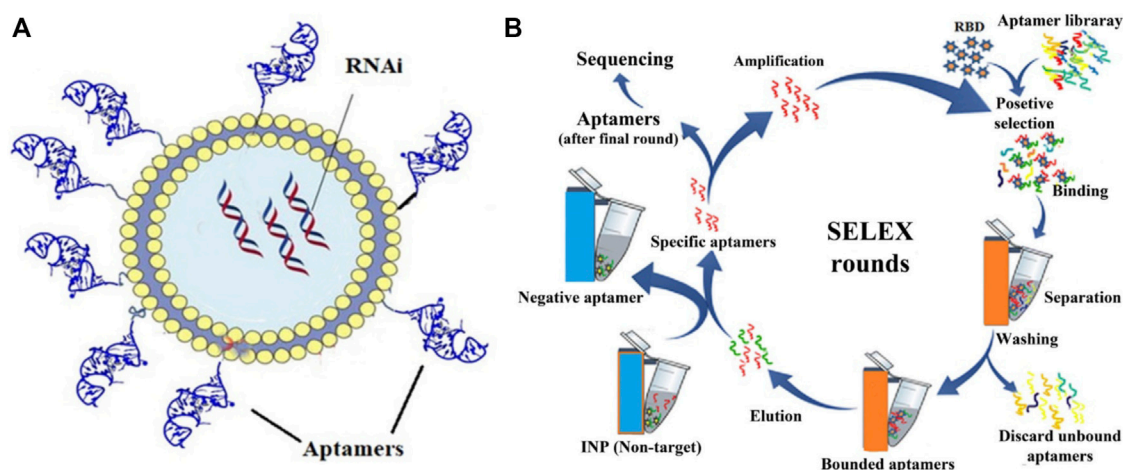 A
RNAi
Aptamers
B
RBD
Aptamer libraray
Posetive
selection
Binding
Separation
Washing
Discard unbound
aptamers
Bounded aptamers
Elution
INP (Non-target)
Negative aptamer
Specific aptamers
Amplification
Aptamers
(after final round)
Sequencing
SELEX
rounds